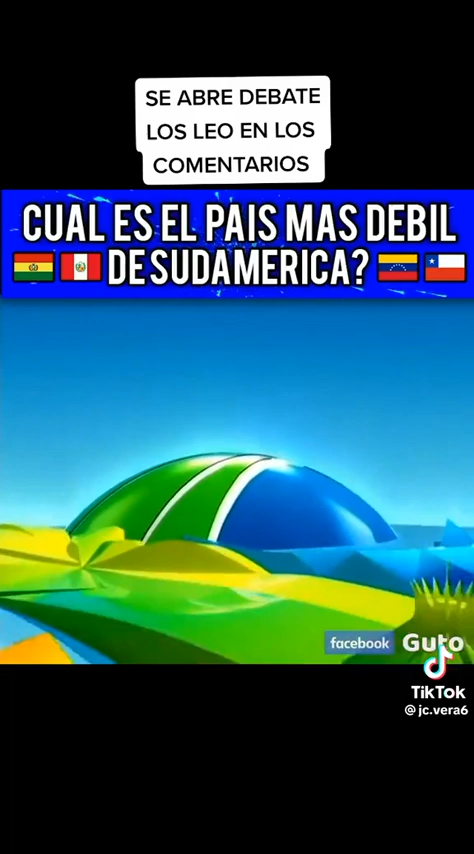 SE ABRE DEBATE
LOS LEO EN LOS
COMENTARIOS
CUAL ES EL PAIS MAS DEBIL
DE SUDAMERICA?
facebook Guto
TikTok
@jc.vera6